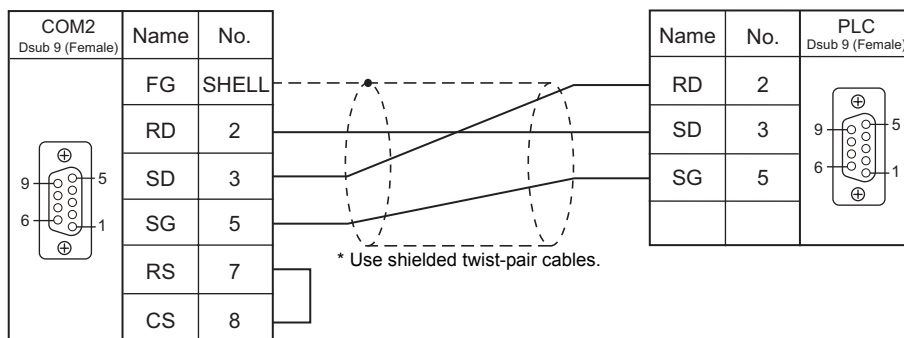 COM2
Dsub 9 (Female)
Name
No.
FG
SHELL
RD
2
SD
3
SG
5
RS
7
CS
8
9
5
6
1
* Use shielded twist-pair cables.
Name
No.
PLC
Dsub 9 (Female)
RD
2
SD
3
SG
5
9
5
6
1